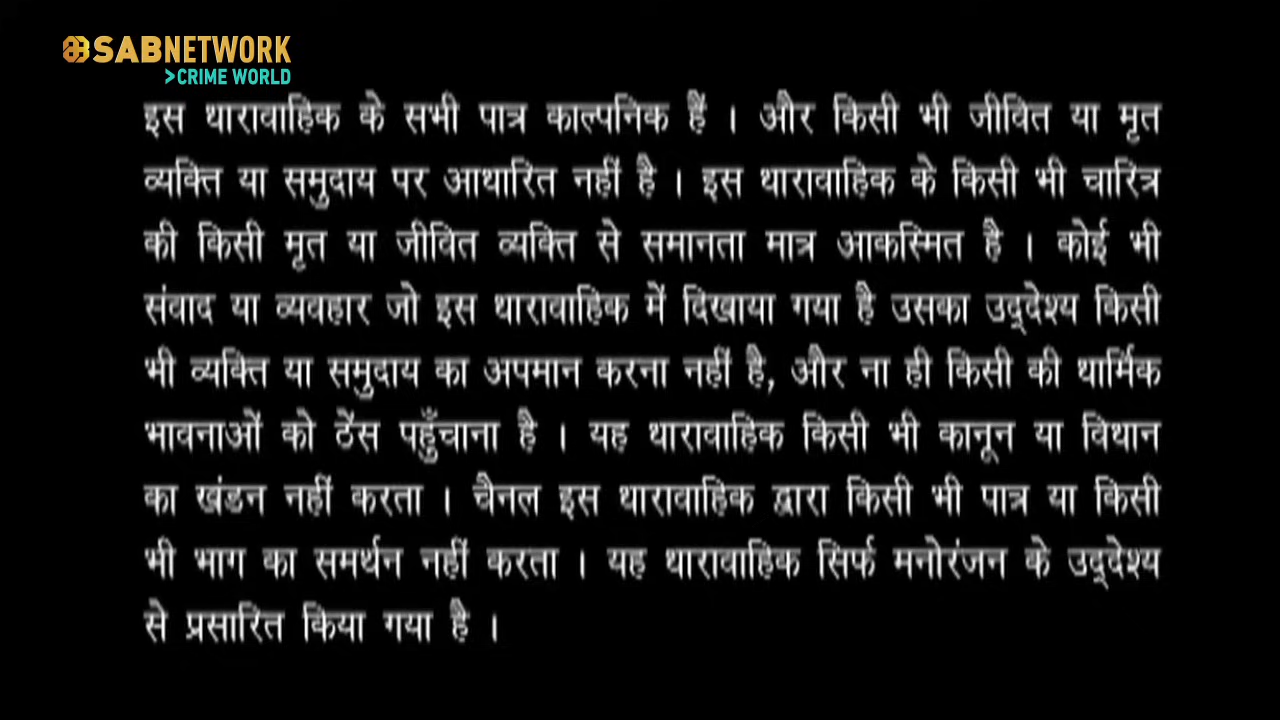 SAB NETWORK
>CRIME WORLD
इस धारावाहिक के सभी पात्र काल्पनिक हैं । और किसी भी जीवित या मृत
व्यक्ति या समुदाय पर आधारित नहीं है । इस धारावाहिक के किसी भी चारित्र
की किसी मृत या जीवित व्यक्ति से समानता मात्र आकस्मित है । कोई भी
संवाद या व्यवहार जो इस धारावाहिक में दिखाया गया है उसका उद्देश्य किसी
भी व्यक्ति या समुदाय का अपमान करना नहीं है, और ना ही किसी की धार्मिक
भावनाओं को ठेंस पहुँचाना है । यह धारावाहिक किसी भी कानून या विधान
का खंडन नहीं करता । चैनल इस धारावाहिक द्वारा किसी भी पात्र या किसी
भी भाग का समर्थन नहीं करता । यह धारावाहिक सिर्फ मनोरंजन के उद्देश्य
से प्रसारित किया गया है ।